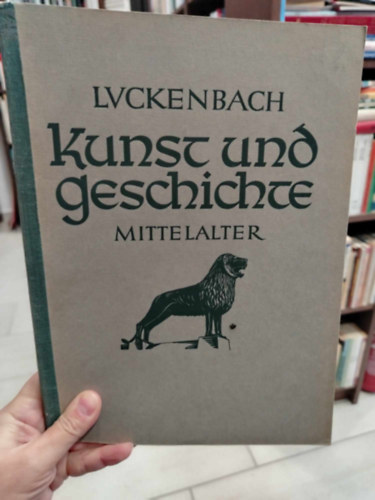 LVCKENBACH
Kunst und
geschichte
MITTELALTER